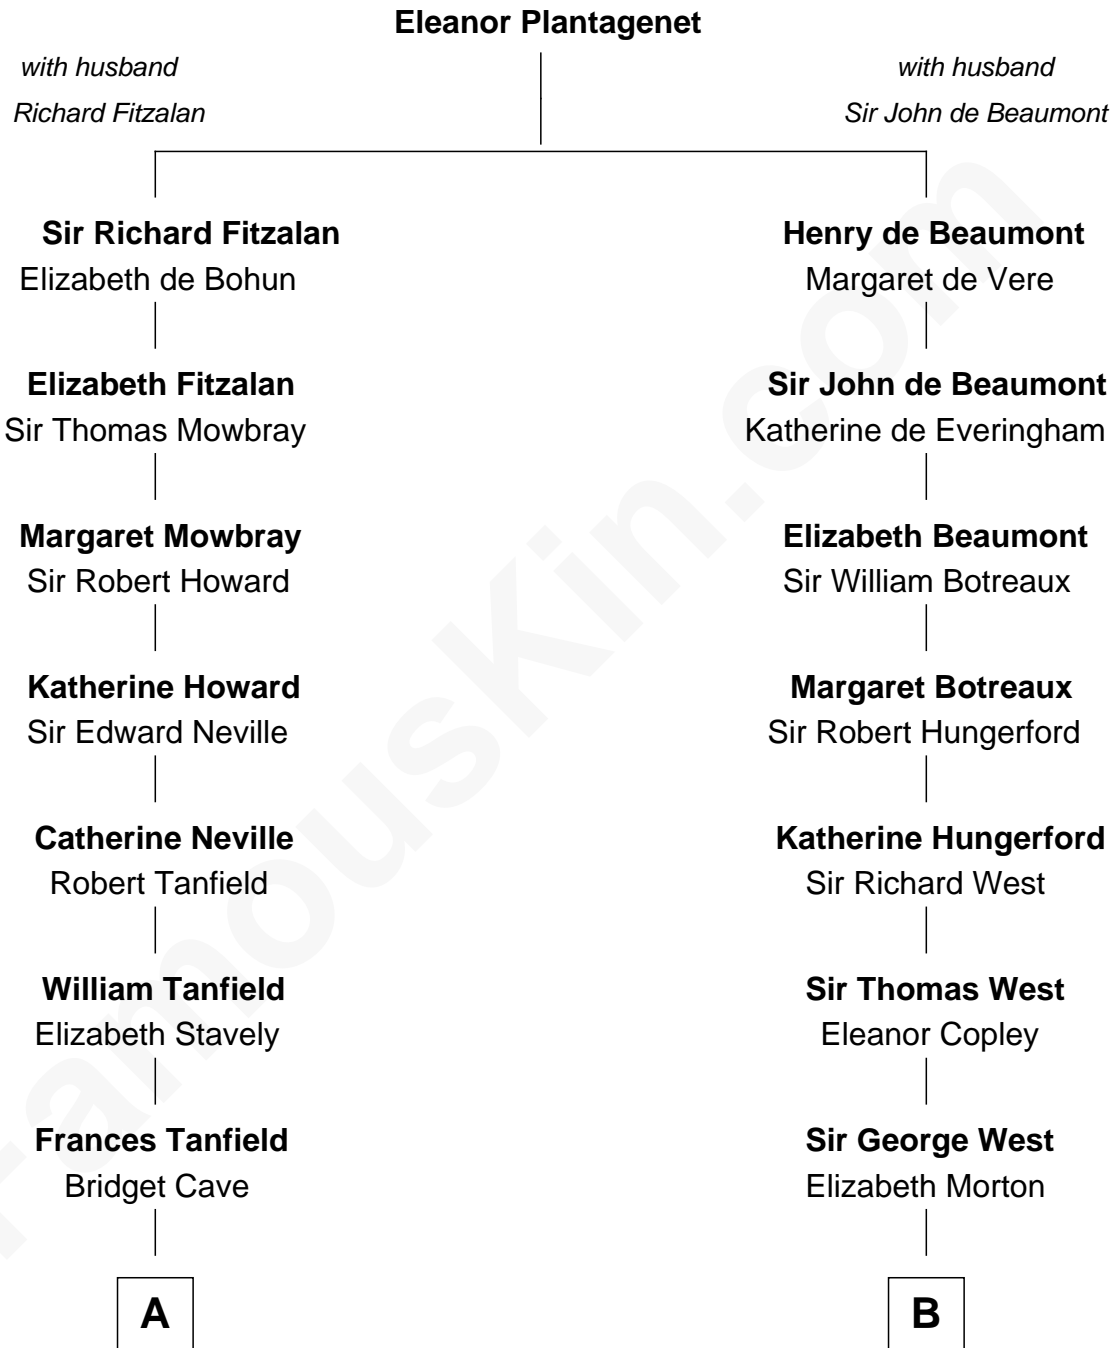 Eleanor Plantagenet
with husband
Richard Fitzalan
with husband
Sir John de Beaumont
Sir Richard Fitzalan
Elizabeth de Bohun
Henry de Beaumont
Margaret de Vere
Elizabeth Fitzalan
Sir Thomas Mowbray
Sir John de Beaumont
Katherine de Everingham
Margaret Mowbray
Sir Robert Howard
Elizabeth Beaumont
Sir William Botreaux
Katherine Howard
Sir Edward Neville
Margaret Botreaux
Sir Robert Hungerford
Catherine Neville
Robert Tanfield
Katherine Hungerford
Sir Richard West
William Tanfield
Elizabeth Stavely
Sir Thomas West
Eleanor Copley
Frances Tanfield
Bridget Cave
Sir George West
Elizabeth Morton
A
B
FamousKin.com